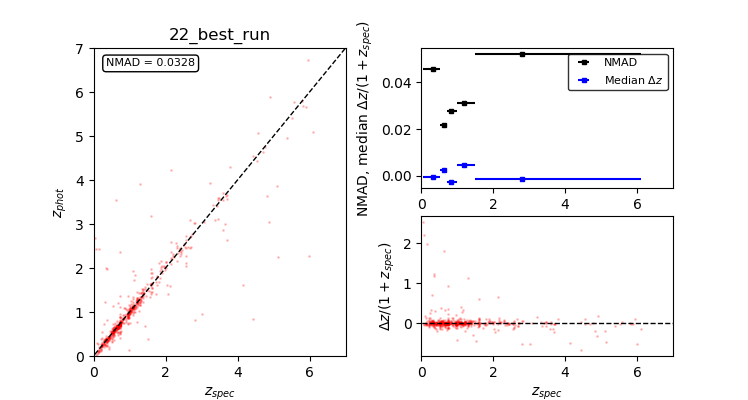 22_best_run
NMAD = 0.0328
7
6
5
4
3
2
1
0
z_phot
0 2 4 6
z_spec
NMAD, median Δz/(1 + z_spec)
0.04
0.02
0.00
NMAD
Median Δz
0 2 4 6
Δz/(1 + z_spec)
2
1
0
0 2 4 6
z_spec